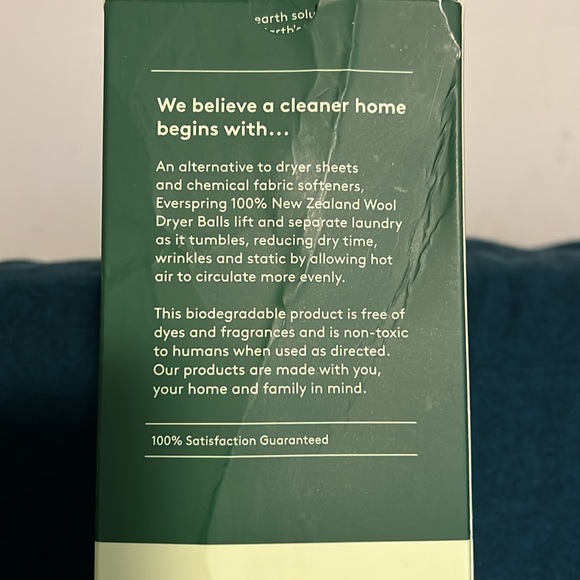 earth
We believe a cleaner home
begins with...
An alternative to dryer sheets
and chemical fabric softeners,
Everspring 100% New Zealand Wool
Dryer Balls lift and separate laundry
as it tumbles, reducing dry time,
wrinkles and static by allowing hot
air to circulate more evenly.
This biodegradable product is free of
dyes and fragrances and is non-toxic
to humans when used as directed.
Our products are made with you,
your home and family in mind.
100% Satisfaction Guaranteed